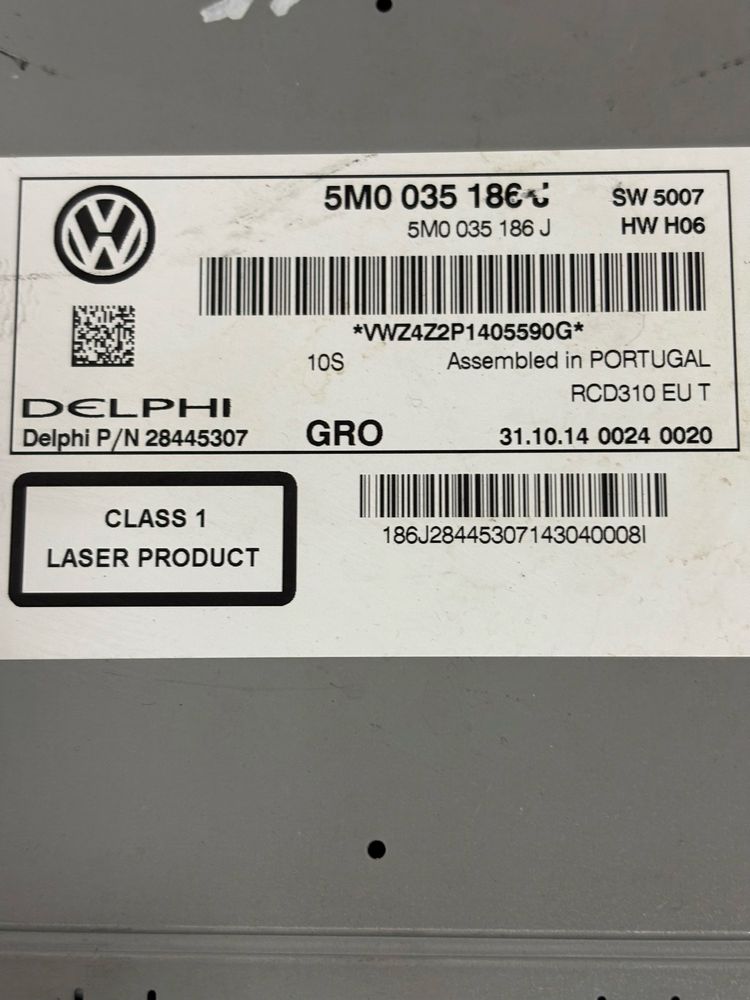 5M0 035 186 J
SW 5007
5M0 035 186 J
HW H06
*VWZ4Z2P1405590G*
10S
Assembled in PORTUGAL
RCD310 EU T
DELPHI
Delphi P/N 28445307
GRO
31.10.14 0024 0020
CLASS 1
LASER PRODUCT
186J28445307143040008I